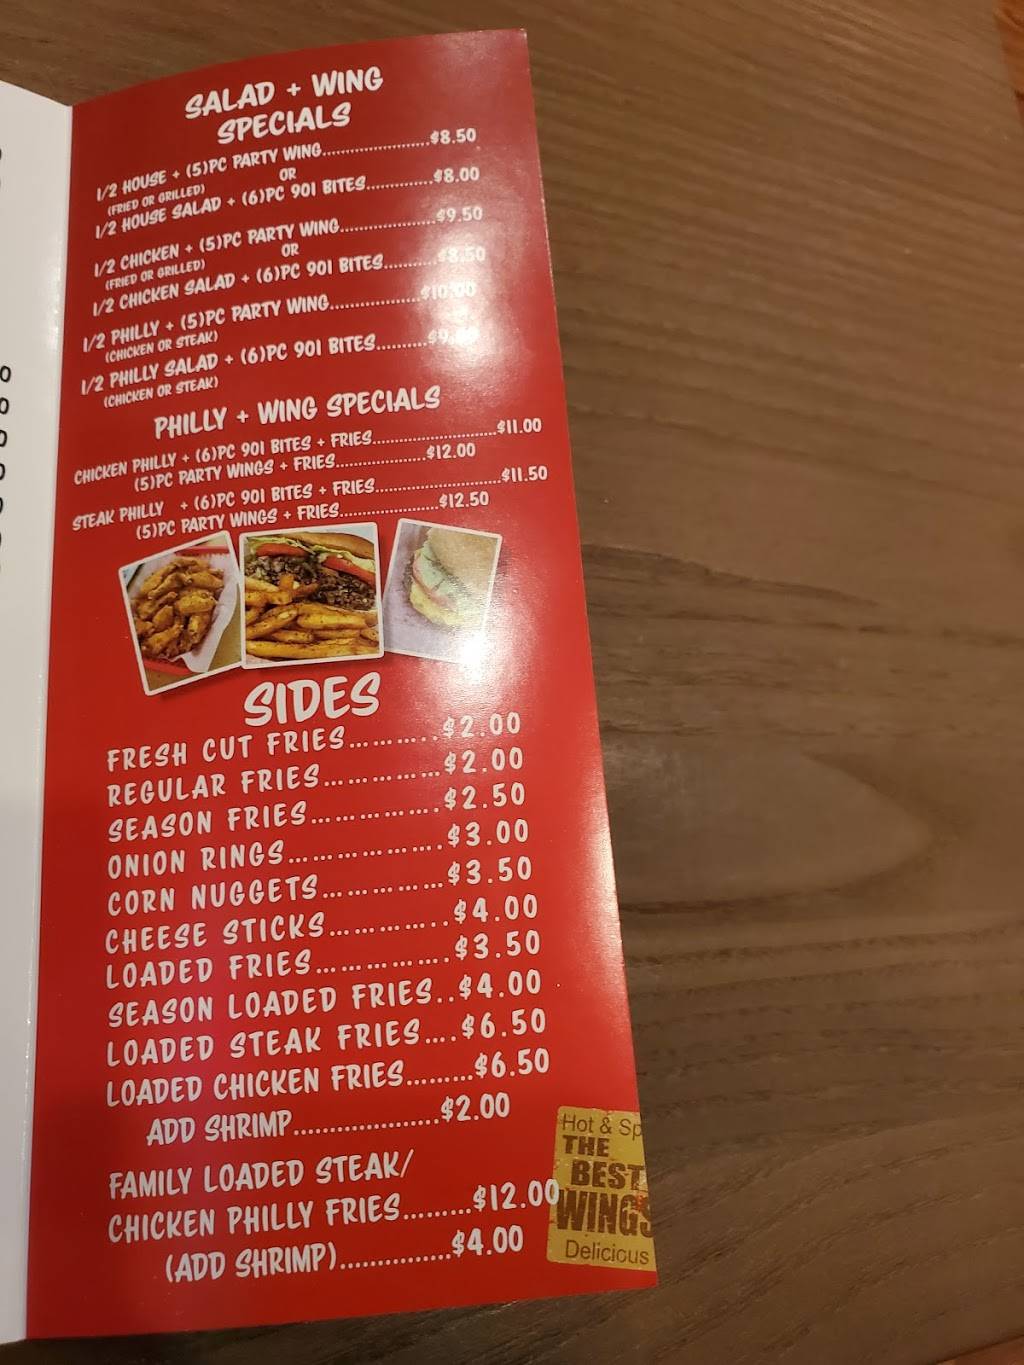 SALAD + WING
SPECIALS
1/2 HOUSE + (5)PC PARTY WING......................$8.50
(FRIED OR GRILLED) OR
1/2 HOUSE SALAD + (6)PC 901 BITES.............$8.00
1/2 CHICKEN + (5)PC PARTY WING....................$9.50
(FRIED OR GRILLED) OR
1/2 CHICKEN SALAD + (6)PC 901 BITES...........$8.50
1/2 PHILLY + (5)PC PARTY WING...................$10.00
(CHICKEN OR STEAK)
1/2 PHILLY SALAD + (6)PC 901 BITES..........
(CHICKEN OR STEAK)
PHILLY + WING SPECIALS
CHICKEN PHILLY + (6)PC 901 BITES + FRIES..........................$11.00
(5)PC PARTY WINGS + FRIES...................$12.00
STEAK PHILLY + (6)PC 901 BITES + FRIES..........................$11.50
(5)PC PARTY WINGS + FRIES....................$12.50
SIDES
FRESH CUT FRIES..........$2.00
REGULAR FRIES.............$2.00
SEASON FRIES.............$2.50
ONION RINGS................$3.00
CORN NUGGETS.............$3.50
CHEESE STICKS............$4.00
LOADED FRIES.............$3.50
SEASON LOADED FRIES..$4.00
LOADED STEAK FRIES....$6.50
LOADED CHICKEN FRIES.........$6.50
ADD SHRIMP...................$2.00
FAMILY LOADED STEAK/
CHICKEN PHILLY FRIES.........$12.00
(ADD SHRIMP)..............$4.00
Hot & Sp
THE
BEST
WINGS
Delicious